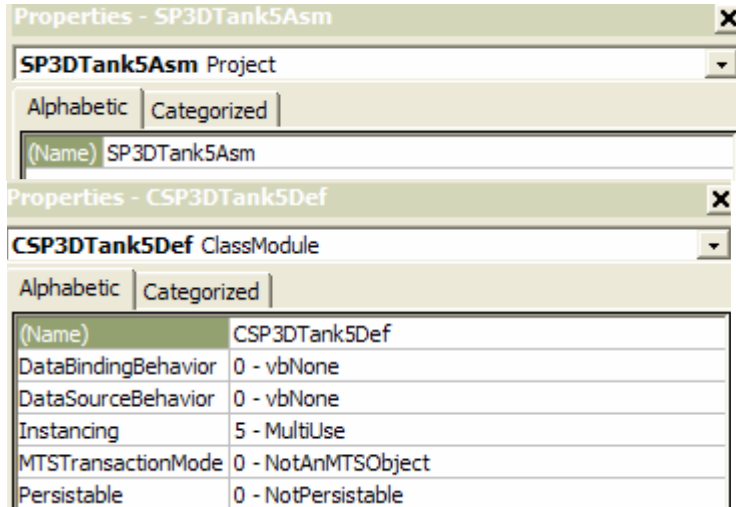 Properties - SP3DTank5Asm
SP3DTank5Asm Project
Alphabetic Categorized
(Name) SP3DTank5Asm
Properties - CSP3DTank5Def
CSP3DTank5Def ClassModule
Alphabetic Categorized
(Name) CSP3DTank5Def
DataBindingBehavior 0 - vbNone
DataSourceBehavior 0 - vbNone
Instancing 5 - MultiUse
MTSTransactionMode 0 - NotAnMTSObject
Persistable 0 - NotPersistable